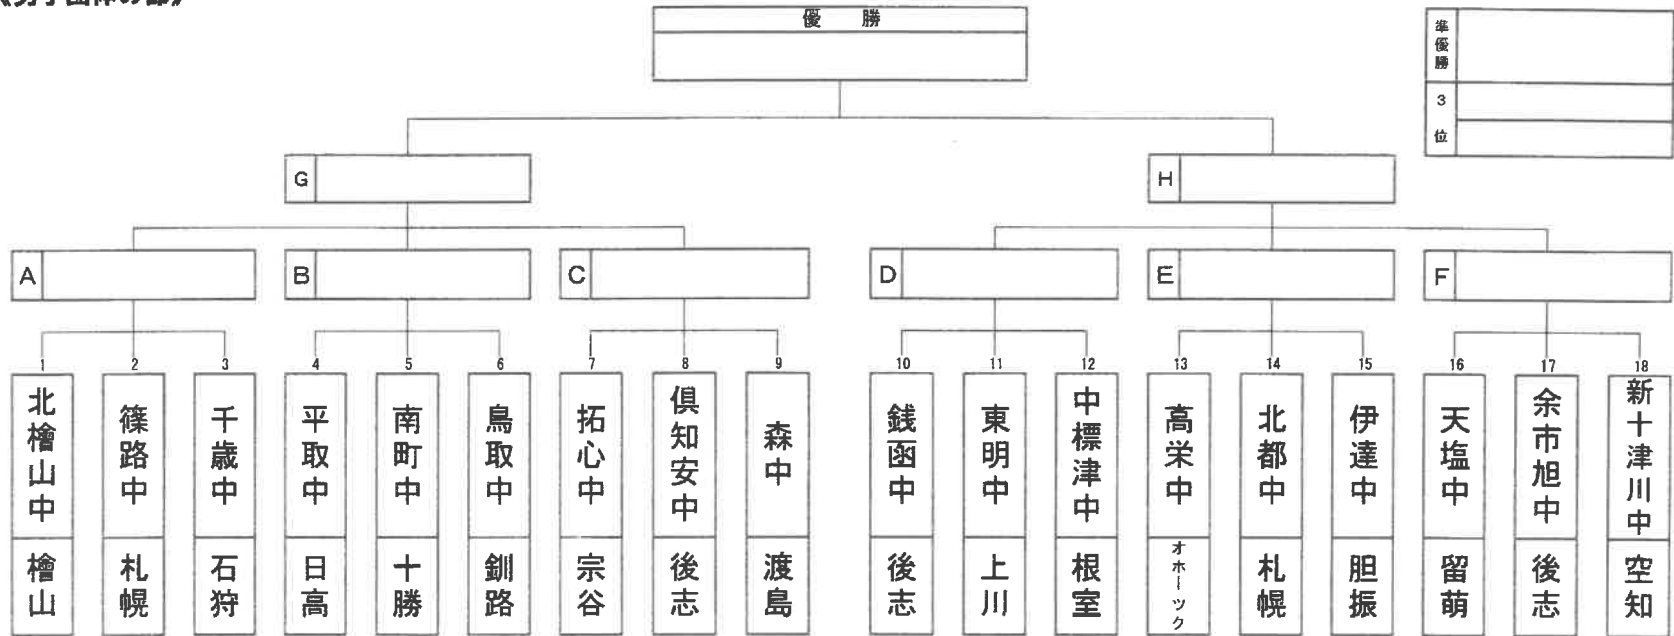 《男子団体の部》
優　勝
準優勝
3位
G
H
A
B
C
D
E
F
1
2
3
4
5
6
7
8
9
10
11
12
13
14
15
16
17
18
北檜山中
篠路中
千歳中
平取中
南町中
鳥取中
拓心中
倶知安中
森中
銭函中
東明中
中標津中
高栄中
北都中
伊達中
天塩中
余市旭中
新十津川中
檜山
札幌
石狩
日高
十勝
釧路
宗谷
後志
渡島
後志
上川
根室
オホーツク
札幌
胆振
留萌
後志
空知